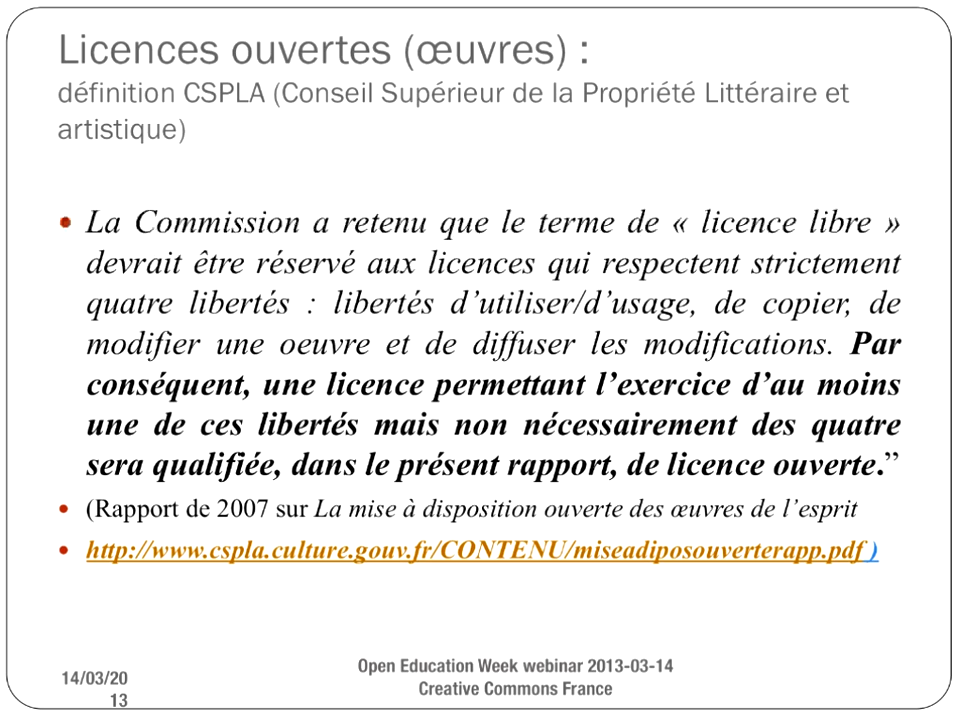 Licences ouvertes (œuvres) :
définition CSPLA (Conseil Supérieur de la Propriété Littéraire et
artistique)
• La Commission a retenu que le terme de « licence libre »
devrait être réservé aux licences qui respectent strictement
quatre libertés : libertés d’utiliser/d’usage, de copier, de
modifier une oeuvre et de diffuser les modifications. Par
conséquent, une licence permettant l’exercice d’au moins
une de ces libertés mais non nécessairement des quatre
sera qualifiée, dans le présent rapport, de licence ouverte.”
• (Rapport de 2007 sur La mise à disposition ouverte des œuvres de l’esprit
• http://www.cspla.culture.gouv.fr/CONTENU/miseadiposouverterapp.pdf )
14/03/20
13
Open Education Week webinar 2013-03-14
Creative Commons France